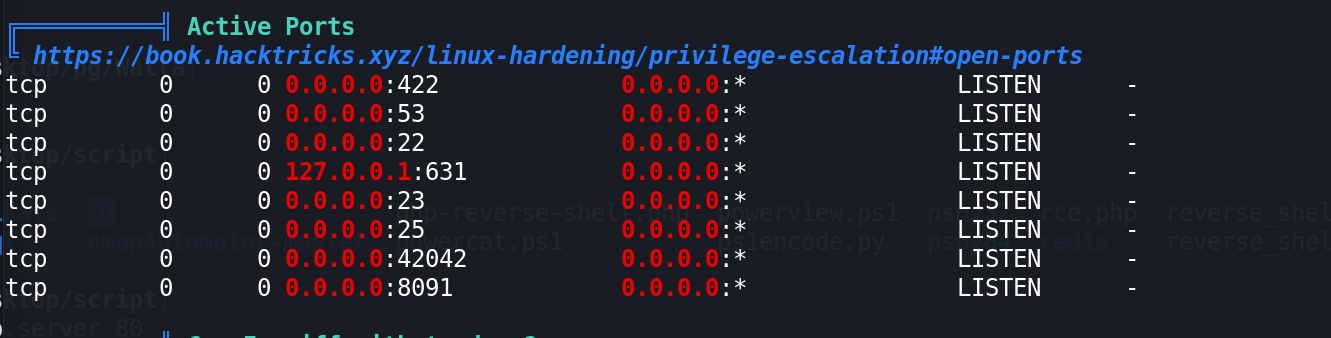 ╔══════════╣ Active Ports
╚ https://book.hacktricks.xyz/linux-hardening/privilege-escalation#open-ports
tcp        0      0 0.0.0.0:422             0.0.0.0:*               LISTEN      -
tcp        0      0 0.0.0.0:53              0.0.0.0:*               LISTEN      -
tcp        0      0 0.0.0.0:22              0.0.0.0:*               LISTEN      -
tcp        0      0 127.0.0.1:631           0.0.0.0:*               LISTEN      -
tcp        0      0 0.0.0.0:23              0.0.0.0:*               LISTEN      -
tcp        0      0 0.0.0.0:25              0.0.0.0:*               LISTEN      -
tcp        0      0 0.0.0.0:42042           0.0.0.0:*               LISTEN      -
tcp        0      0 0.0.0.0:8091            0.0.0.0:*               LISTEN      -